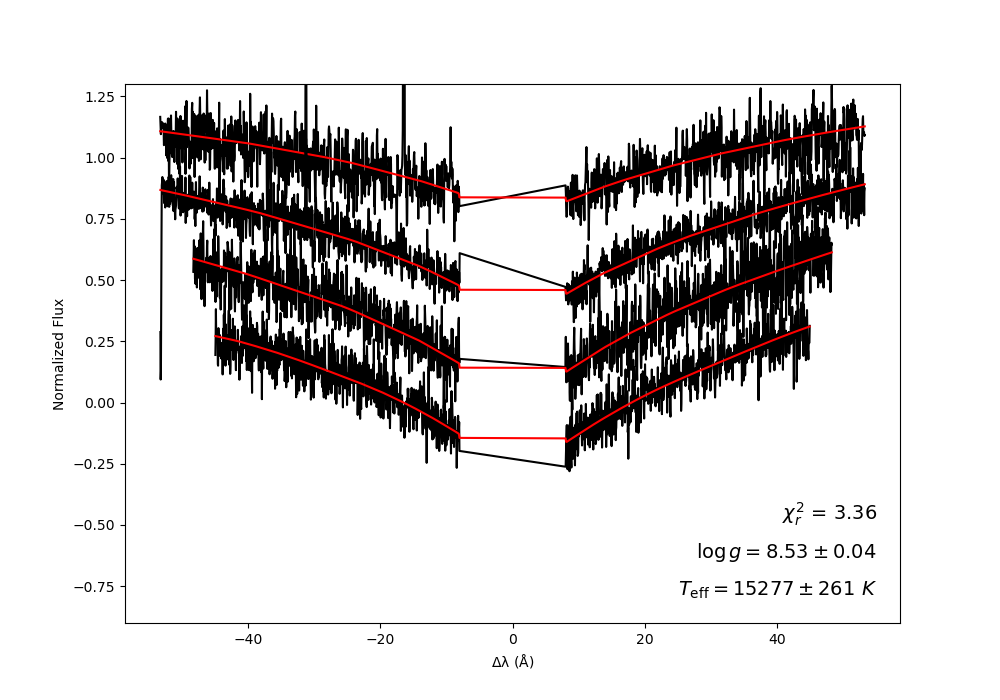 1.25
1.00
0.75
0.50
0.25
0.00
−0.25
−0.50
−0.75
Normalized Flux
χ²ᵣ = 3.36
log g = 8.53 ± 0.04
T_eff = 15277 ± 261 K
−40 −20 0 20 40
Δλ (Å)